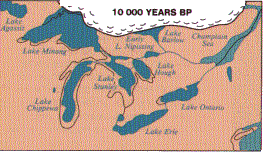 10 000 YEARS BP
Lake
Agassiz
Lake Minong
Early
L. Nipissing
Lake
Barlow
Champlain
Sea
Lake
Hough
Lake
Stanley
Lake
Chippewa
Lake Ontario
Lake Erie